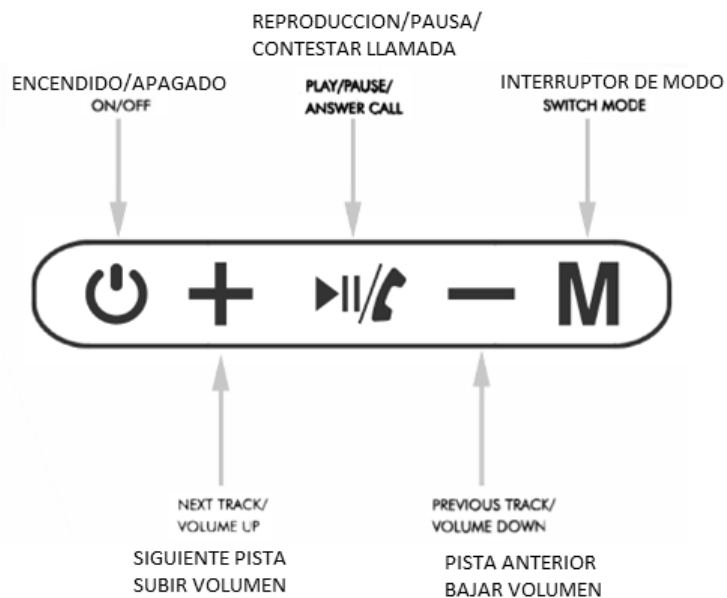 REPRODUCCION/PAUSA/
CONTESTAR LLAMADA
ENCENDIDO/APAGADO
ON/OFF
PLAY/PAUSE/
ANSWER CALL
INTERRUPTOR DE MODO
SWITCH MODE
M
NEXT TRACK/
VOLUME UP
SIGUIENTE PISTA
SUBIR VOLUMEN
PREVIOUS TRACK/
VOLUME DOWN
PISTA ANTERIOR
BAJAR VOLUMEN